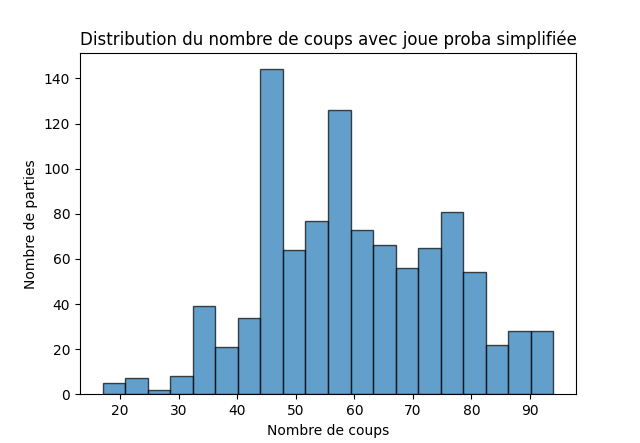 Distribution du nombre de coups avec joue proba simplifiée
140
120
100
80
60
40
20
0
Nombre de parties
20 30 40 50 60 70 80 90
Nombre de coups